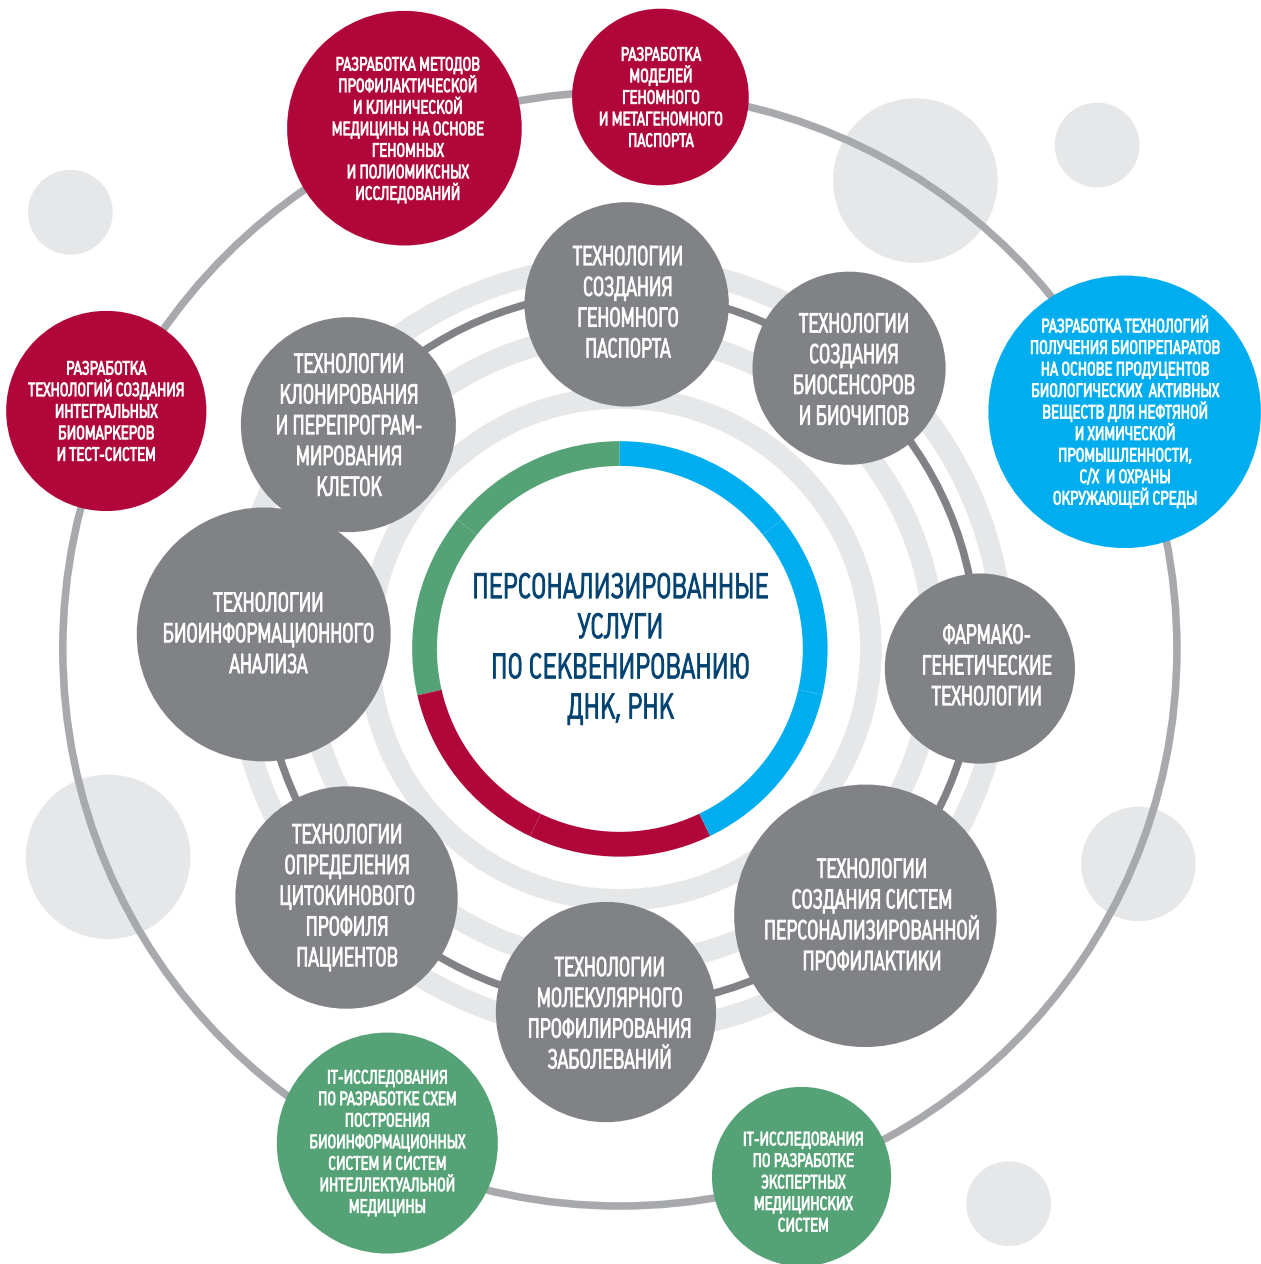 РАЗРАБОТКА МЕТОДОВ
ПРОФИЛАКТИЧЕСКОЙ
И КЛИНИЧЕСКОЙ
МЕДИЦИНЫ НА ОСНОВЕ
ГЕНОМНЫХ
И ПОЛИОМИКСНЫХ
ИССЛЕДОВАНИЙ
РАЗРАБОТКА
МОДЕЛЕЙ
ГЕНОМНОГО
И МЕТАГЕНОМНОГО
ПАСПОРТА
РАЗРАБОТКА ТЕХНОЛОГИЙ
ПОЛУЧЕНИЯ БИОПРЕПАРАТОВ
НА ОСНОВЕ ПРОДУЦЕНТОВ
БИОЛОГИЧЕСКИХ АКТИВНЫХ
ВЕЩЕСТВ ДЛЯ НЕФТЯНОЙ
И ХИМИЧЕСКОЙ
ПРОМЫШЛЕННОСТИ,
С/Х И ОХРАНЫ
ОКРУЖАЮЩЕЙ СРЕДЫ
РАЗРАБОТКА
ТЕХНОЛОГИЙ СОЗДАНИЯ
ИНТЕГРАЛЬНЫХ
БИОМАРКЕРОВ
И ТЕСТ-СИСТЕМ
ТЕХНОЛОГИИ
СОЗДАНИЯ
ГЕНОМНОГО
ПАСПОРТА
ТЕХНОЛОГИИ
СОЗДАНИЯ
БИОСЕНСОРОВ
И БИОЧИПОВ
ТЕХНОЛОГИИ
КЛОНИРОВАНИЯ
И ПЕРЕПРОГРАМ-
МИРОВАНИЯ
КЛЕТОК
ТЕХНОЛОГИИ
БИОИНФОРМАЦИОННОГО
АНАЛИЗА
ПЕРСОНАЛИЗИРОВАННЫЕ
УСЛУГИ
ПО СЕКВЕНИРОВАНИЮ
ДНК, РНК
ФАРМАКО-
ГЕНЕТИЧЕСКИЕ
ТЕХНОЛОГИИ
ТЕХНОЛОГИИ
ОПРЕДЕЛЕНИЯ
ЦИТОКИНОВОГО
ПРОФИЛЯ
ПАЦИЕНТОВ
ТЕХНОЛОГИИ
МОЛЕКУЛЯРНОГО
ПРОФИЛИРОВАНИЯ
ЗАБОЛЕВАНИЙ
ТЕХНОЛОГИИ
СОЗДАНИЯ СИСТЕМ
ПЕРСОНАЛИЗИРОВАННОЙ
ПРОФИЛАКТИКИ
IT-ИССЛЕДОВАНИЯ
ПО РАЗРАБОТКЕ СХЕМ
ПОСТРОЕНИЯ
БИОИНФОРМАЦИОННЫХ
СИСТЕМ И СИСТЕМ
ИНТЕЛЛЕКТУАЛЬНОЙ
МЕДИЦИНЫ
IT-ИССЛЕДОВАНИЯ
ПО РАЗРАБОТКЕ
ЭКСПЕРТНЫХ
МЕДИЦИНСКИХ
СИСТЕМ